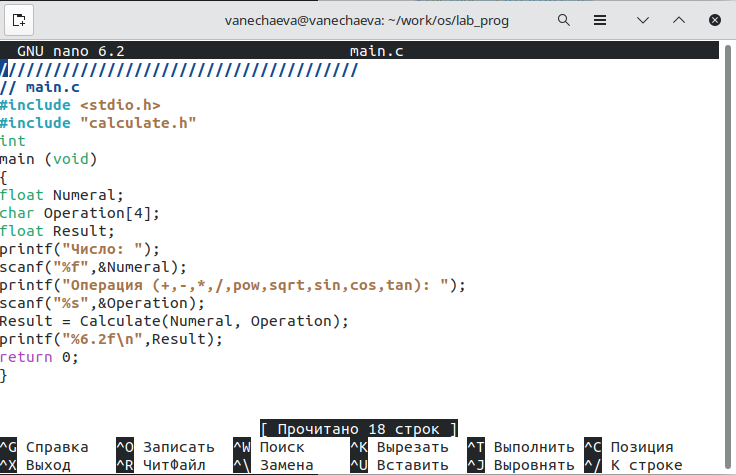 vanechaeva@vanechaeva: ~/work/os/lab_prog
GNU nano 6.2 main.c
////////////////////////////////////////
// main.c
#include <stdio.h>
#include "calculate.h"
int
main (void)
{
float Numeral;
char Operation[4];
float Result;
printf("Число: ");
scanf("%f",&Numeral);
printf("Операция (+,-,*,/,pow,sqrt,sin,cos,tan): ");
scanf("%s",&Operation);
Result = Calculate(Numeral, Operation);
printf("%6.2f\n",Result);
return 0;
}
[ Прочитано 18 строк ]
^G Справка ^O Записать ^W Поиск ^K Вырезать ^T Выполнить ^C Позиция
^X Выход ^R ЧитФайл ^\ Замена ^U Вставить ^J Выровнять ^/ К строке